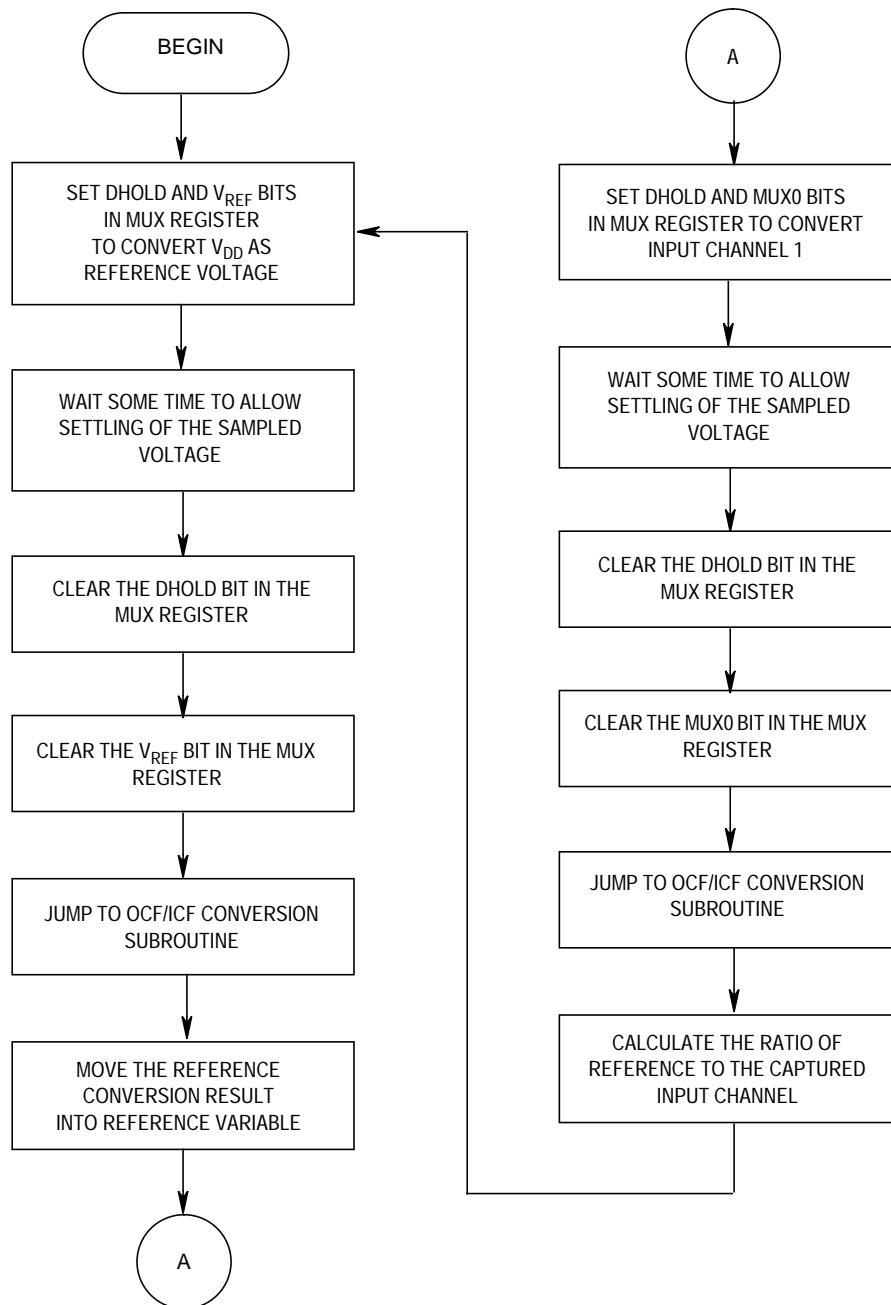 BEGIN
SET DHOLD AND VREF BITS
IN MUX REGISTER
TO CONVERT VDD AS
REFERENCE VOLTAGE
WAIT SOME TIME TO ALLOW
SETTLING OF THE SAMPLED
VOLTAGE
CLEAR THE DHOLD BIT IN THE
MUX REGISTER
CLEAR THE VREF BIT IN THE MUX
REGISTER
JUMP TO OCF/ICF CONVERSION
SUBROUTINE
MOVE THE REFERENCE
CONVERSION RESULT
INTO REFERENCE VARIABLE
A
A
SET DHOLD AND MUX0 BITS
IN MUX REGISTER TO CONVERT
INPUT CHANNEL 1
WAIT SOME TIME TO ALLOW
SETTLING OF THE SAMPLED
VOLTAGE
CLEAR THE DHOLD BIT IN THE
MUX REGISTER
CLEAR THE MUX0 BIT IN THE MUX
REGISTER
JUMP TO OCF/ICF CONVERSION
SUBROUTINE
CALCULATE THE RATIO OF
REFERENCE TO THE CAPTURED
INPUT CHANNEL